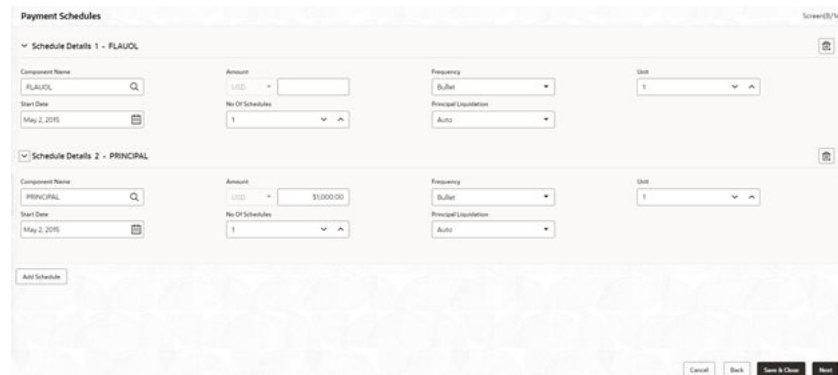 Payment Schedules Screen(8/14
Schedule Details 1 - FLAUOL
Component Name Amount Frequency Unit
FLAUOL USD Bullet 1
Start Date No Of Schedules Principal Liquidation
May 2, 2015 1 Auto
Schedule Details 2 - PRINCIPAL
Component Name Amount Frequency Unit
PRINCIPAL USD $1,000.00 Bullet 1
Start Date No Of Schedules Principal Liquidation
May 2, 2015 1 Auto
Add Schedule
Cancel Back Save & Close Next